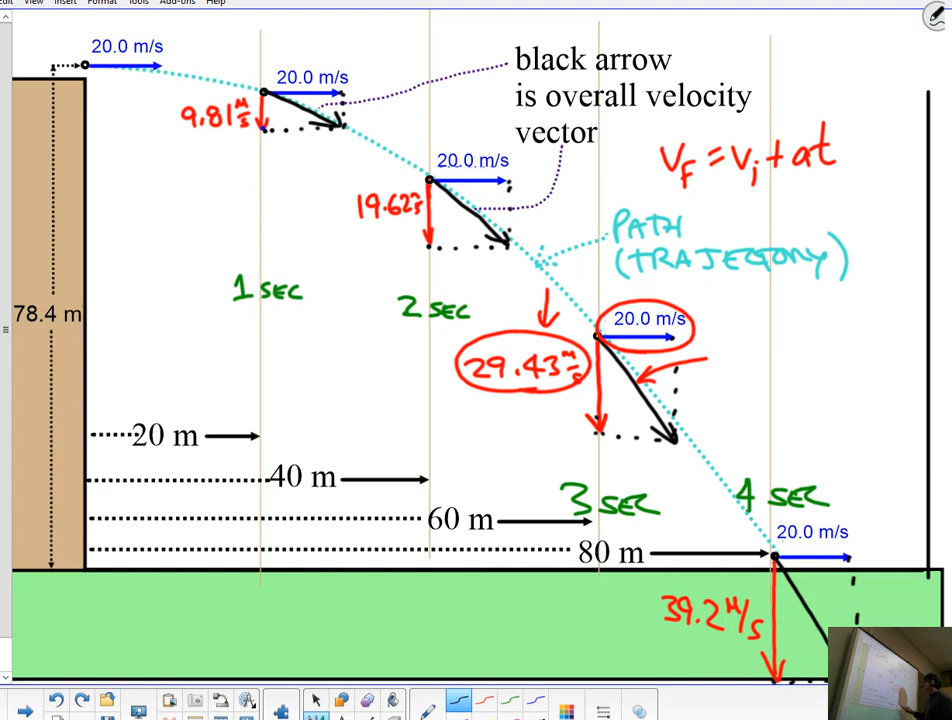 View Insert Format Tools Add-ons Help
20.0 m/s
20.0 m/s
black arrow
is overall velocity
vector
9.81 M/S
20.0 m/s
VF = Vi + at
19.62 M/S
PATH
(TRAJECTORY)
1 SEC
2 SEC
78.4 m
20.0 m/s
29.43 M/S
20 m
40 m
3 SEC
4 SEC
60 m
20.0 m/s
80 m
39.2 M/S